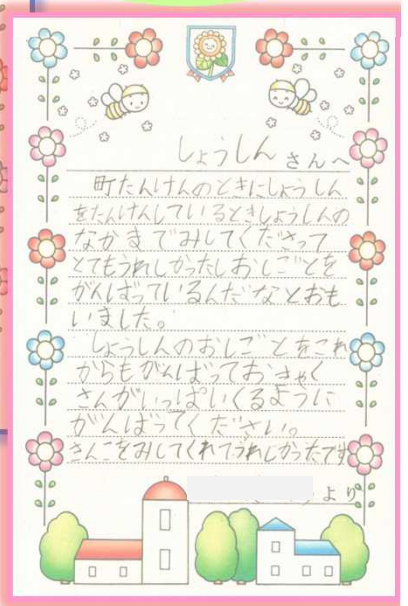 しょうしんさんへ
町たんけんのときにしょうしん
をたんけんしているときしょうしんの
なかまでみしてくださって
とてもうれしかったしおしごとを
がんばっているんだなとおも
いました。
しょうしんのおしごとをこれ
からもがんばっておきゃく
さんがいっぱいくるように
がんばってください。
さんこをみしてくれてうれしかったです
より